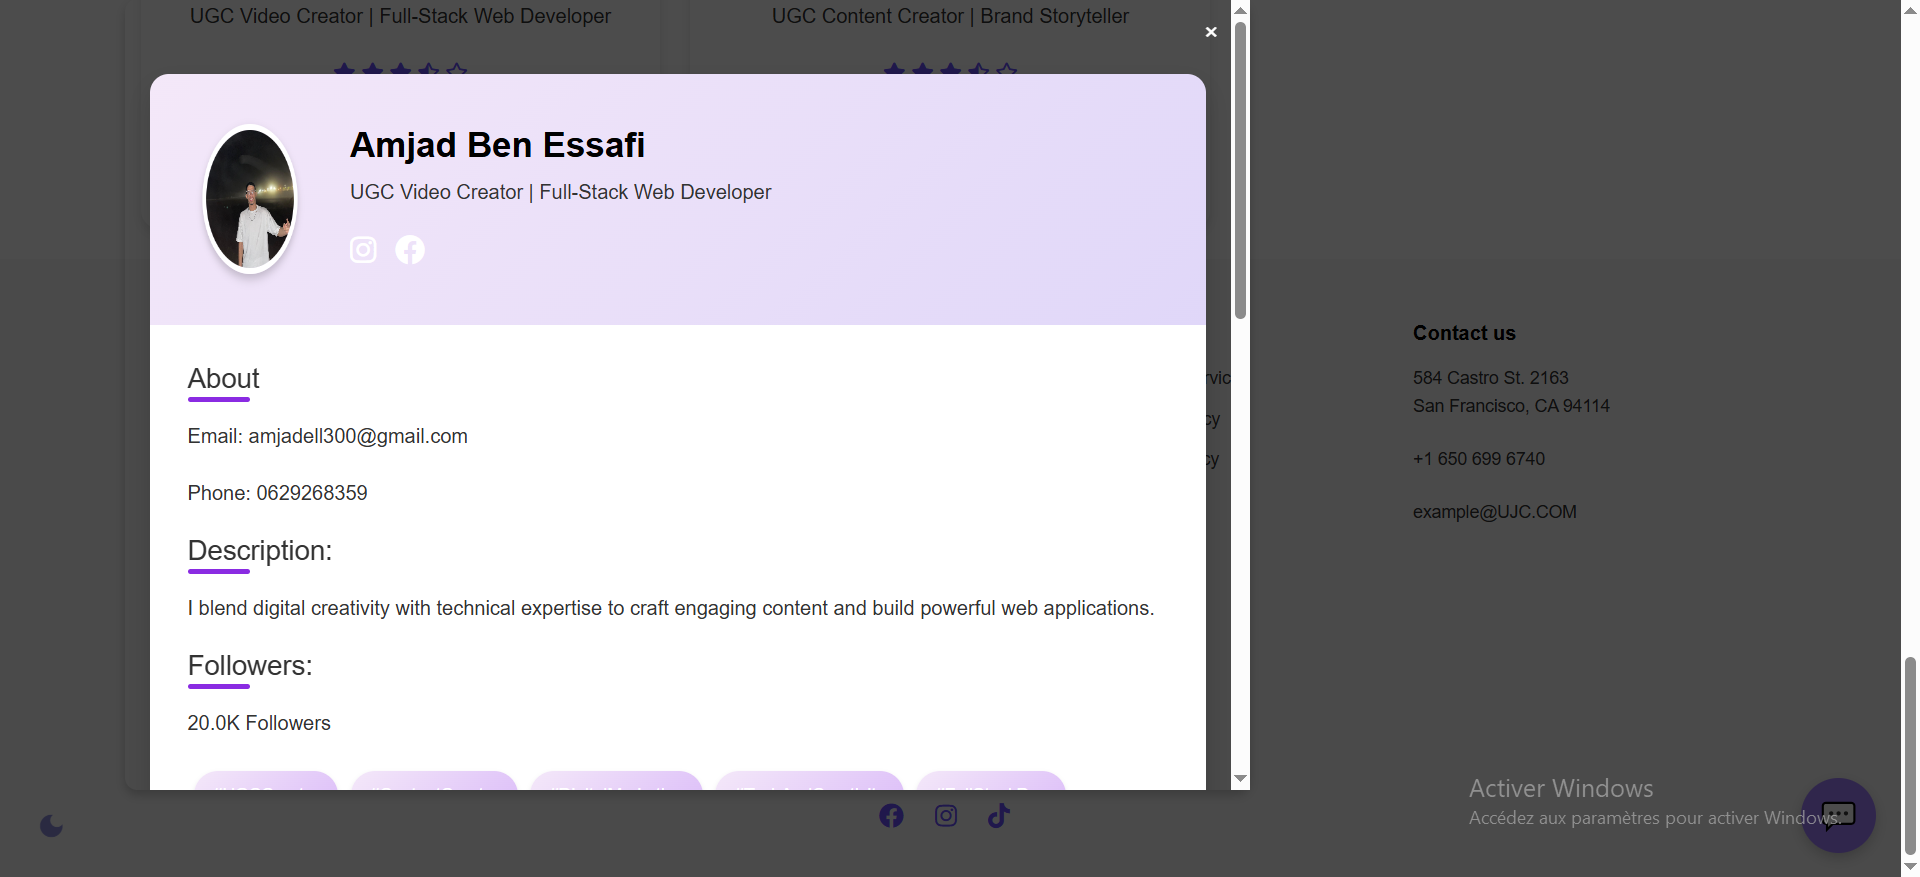 UGC Video Creator | Full-Stack Web Developer
UGC Content Creator | Brand Storyteller
×
Amjad Ben Essafi
UGC Video Creator | Full-Stack Web Developer
About
Email: amjadell300@gmail.com
Phone: 0629268359
Description:
I blend digital creativity with technical expertise to craft engaging content and build powerful web applications.
Followers:
20.0K Followers
Contact us
584 Castro St. 2163
San Francisco, CA 94114
+1 650 699 6740
example@UJC.COM
Activer Windows
Accédez aux paramètres pour activer Windows.